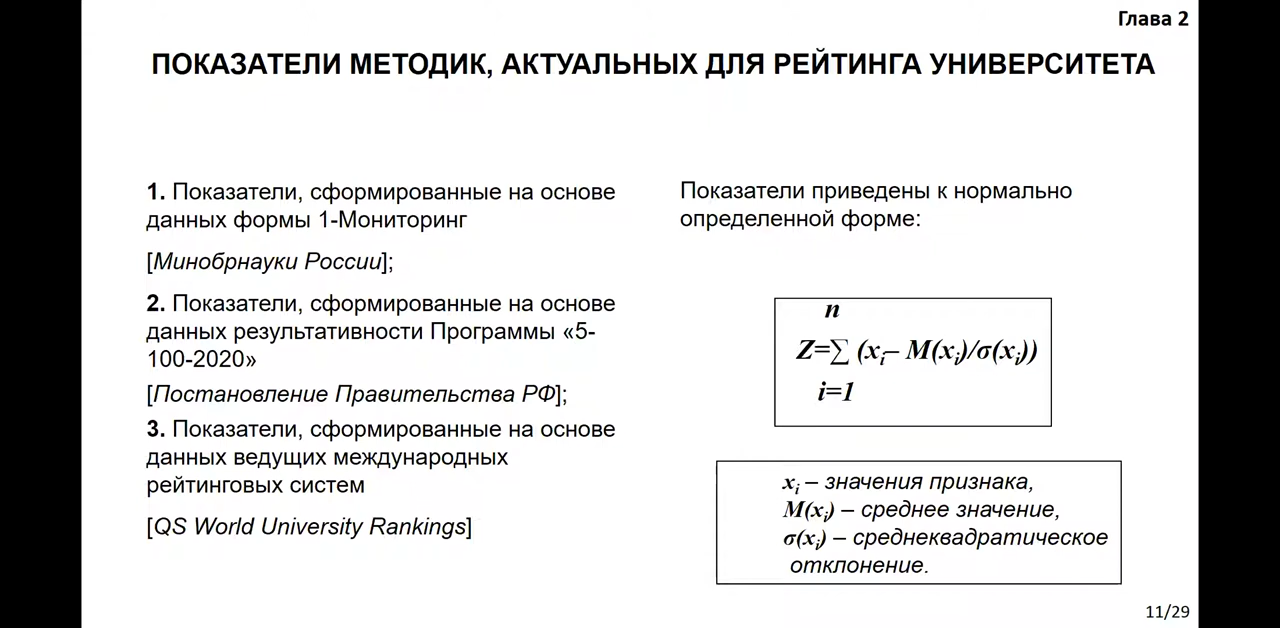 Глава 2
ПОКАЗАТЕЛИ МЕТОДИК, АКТУАЛЬНЫХ ДЛЯ РЕЙТИНГА УНИВЕРСИТЕТА
1. Показатели, сформированные на основе
данных формы 1-Мониторинг
[Минобрнауки России];
2. Показатели, сформированные на основе
данных результативности Программы «5-
100-2020»
[Постановление Правительства РФ];
3. Показатели, сформированные на основе
данных ведущих международных
рейтинговых систем
[QS World University Rankings]
Показатели приведены к нормально
определенной форме:
n
Z=∑ (xi– M(xi)/σ(xi))
i=1
xi – значения признака,
M(xi) – среднее значение,
σ(xi) – среднеквадратическое
отклонение.
11/29